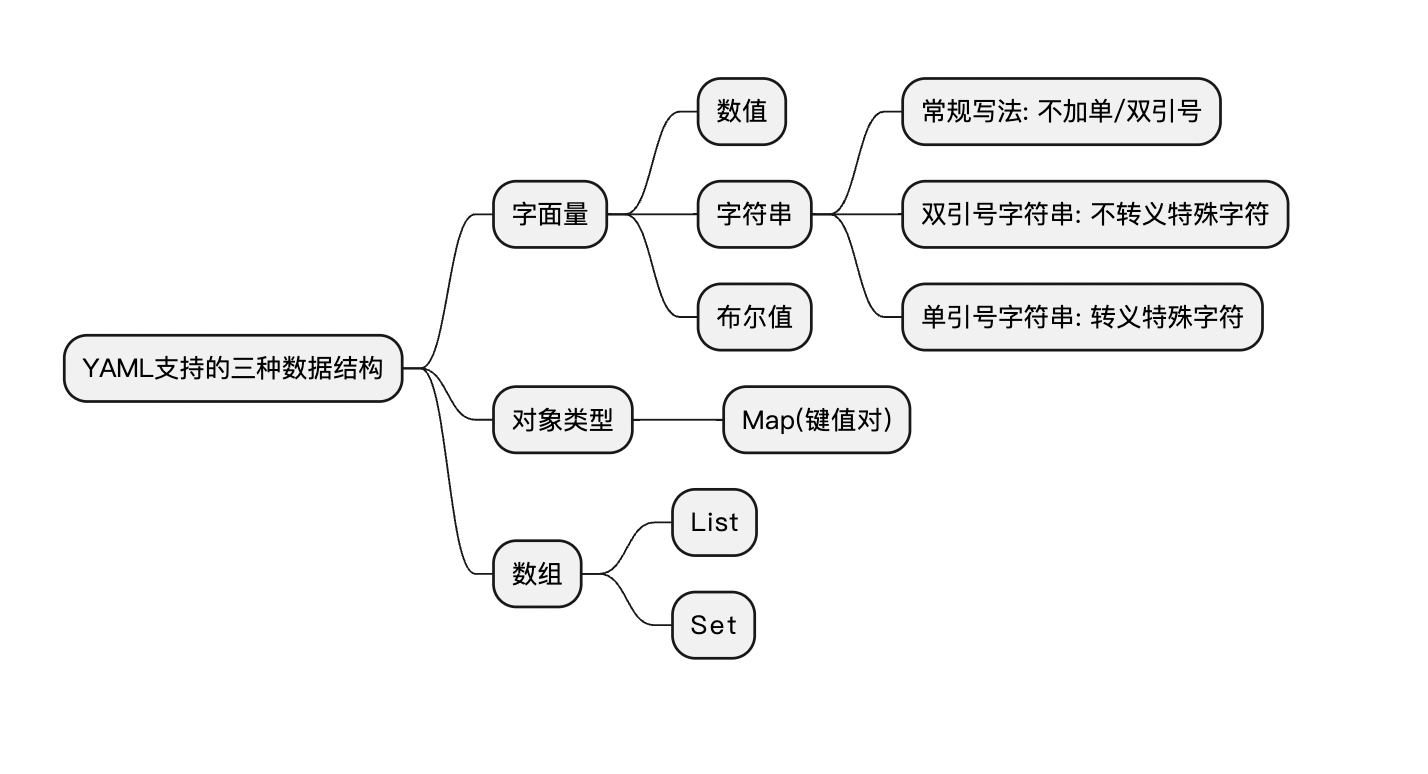 YAML支持的三种数据结构
字面量
数值
字符串
常规写法: 不加单/双引号
双引号字符串: 不转义特殊字符
单引号字符串: 转义特殊字符
布尔值
对象类型
Map(键值对)
数组
List
Set